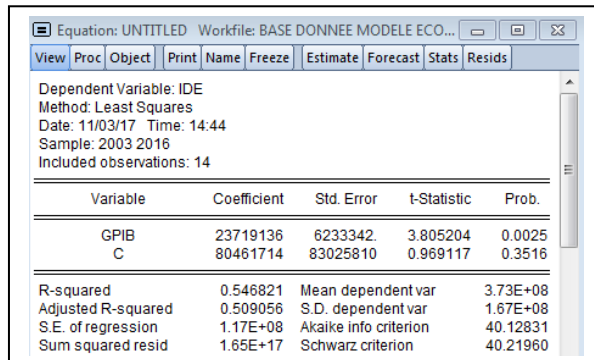 Equation: UNTITLED Workfile: BASE DONNEE MODELE ECO...
View Proc Object Print Name Freeze Estimate Forecast Stats Resids
Dependent Variable: IDE
Method: Least Squares
Date: 11/03/17 Time: 14:44
Sample: 2003 2016
Included observations: 14
Variable Coefficient Std. Error t-Statistic Prob.
GPIB 23719136 6233342. 3.805204 0.0025
C 80461714 83025810 0.969117 0.3516
R-squared 0.546821 Mean dependent var 3.73E+08
Adjusted R-squared 0.509056 S.D. dependent var 1.67E+08
S.E. of regression 1.17E+08 Akaike info criterion 40.12831
Sum squared resid 1.65E+17 Schwarz criterion 40.21960